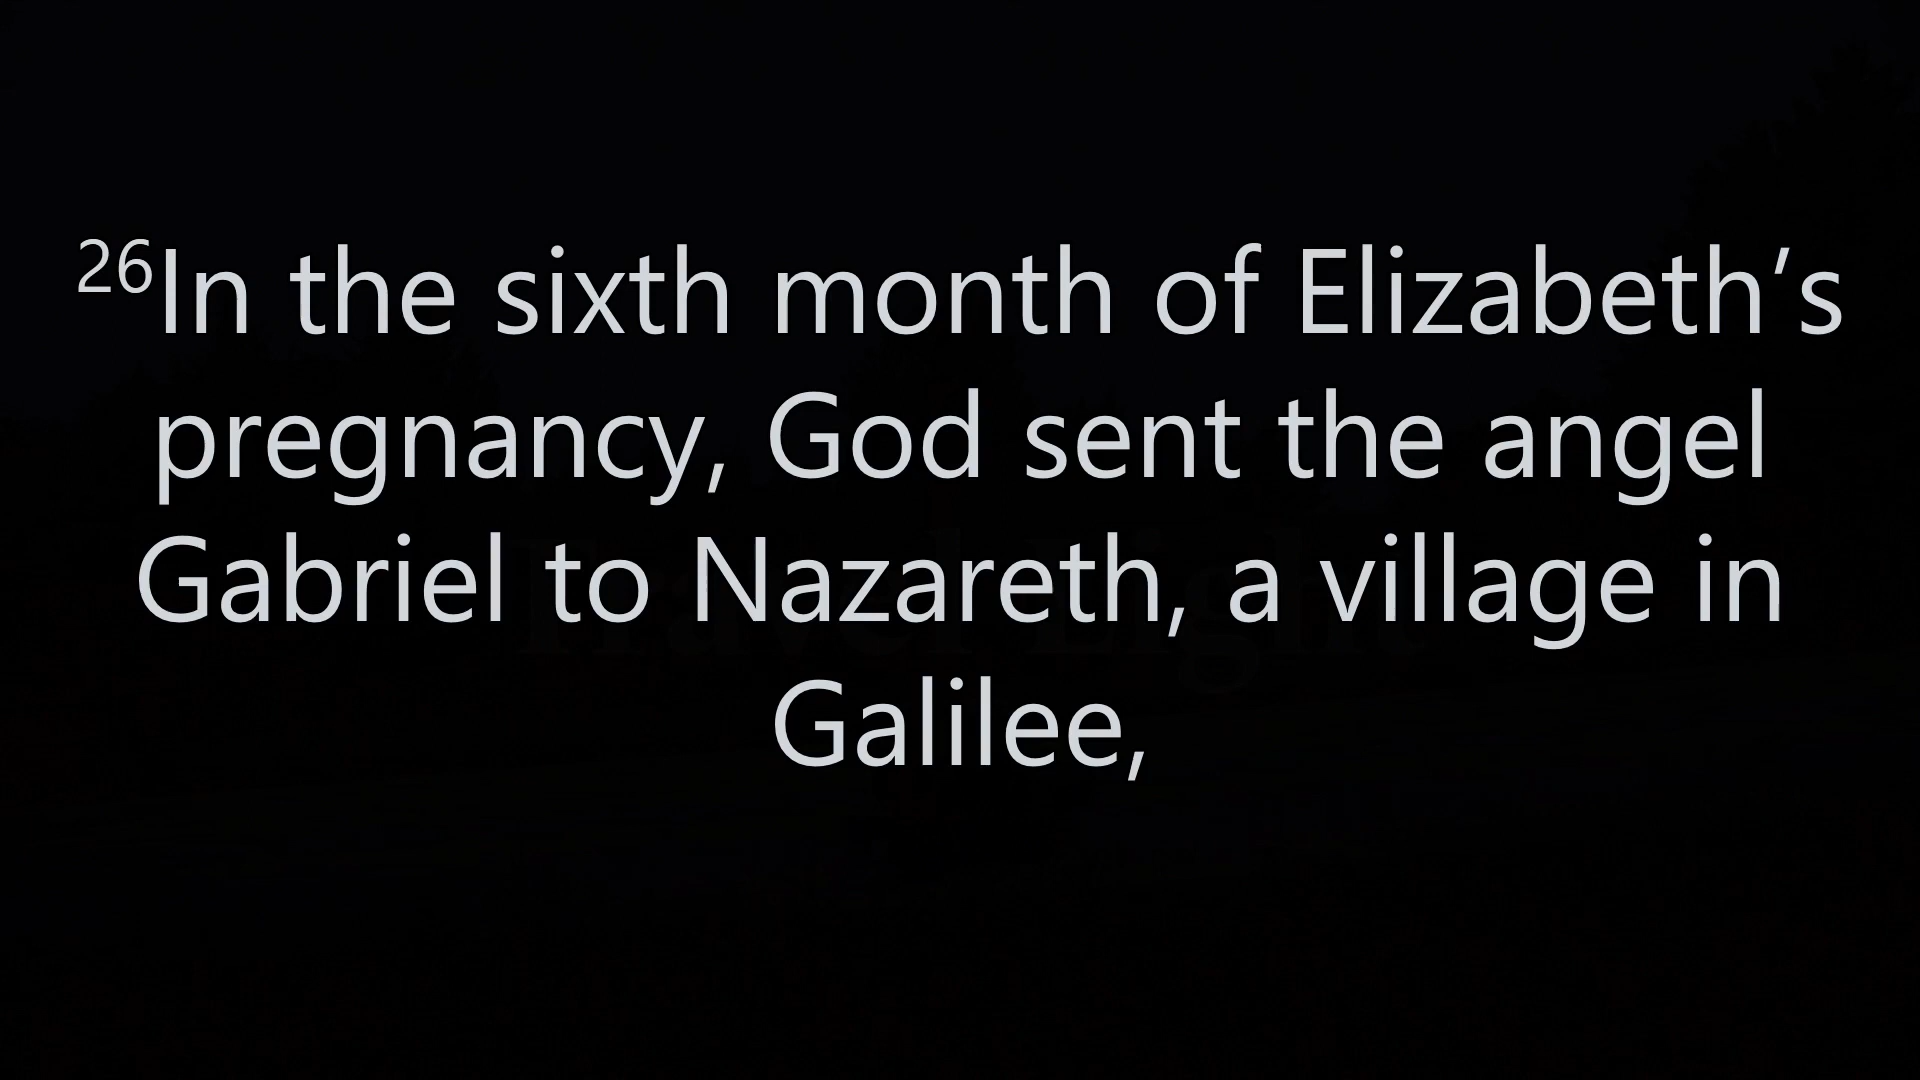 ²⁶In the sixth month of Elizabeth’s
pregnancy, God sent the angel
Gabriel to Nazareth, a village in
Galilee,